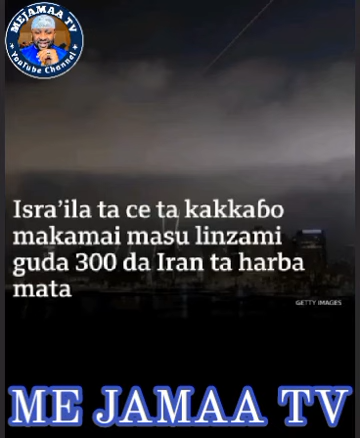 MEJAMAA TV
YouTube Channel
Isra'ila ta ce ta kakkaɓo
makamai masu linzami
guda 300 da Iran ta harba
mata
GETTY IMAGES
ME JAMAA TV